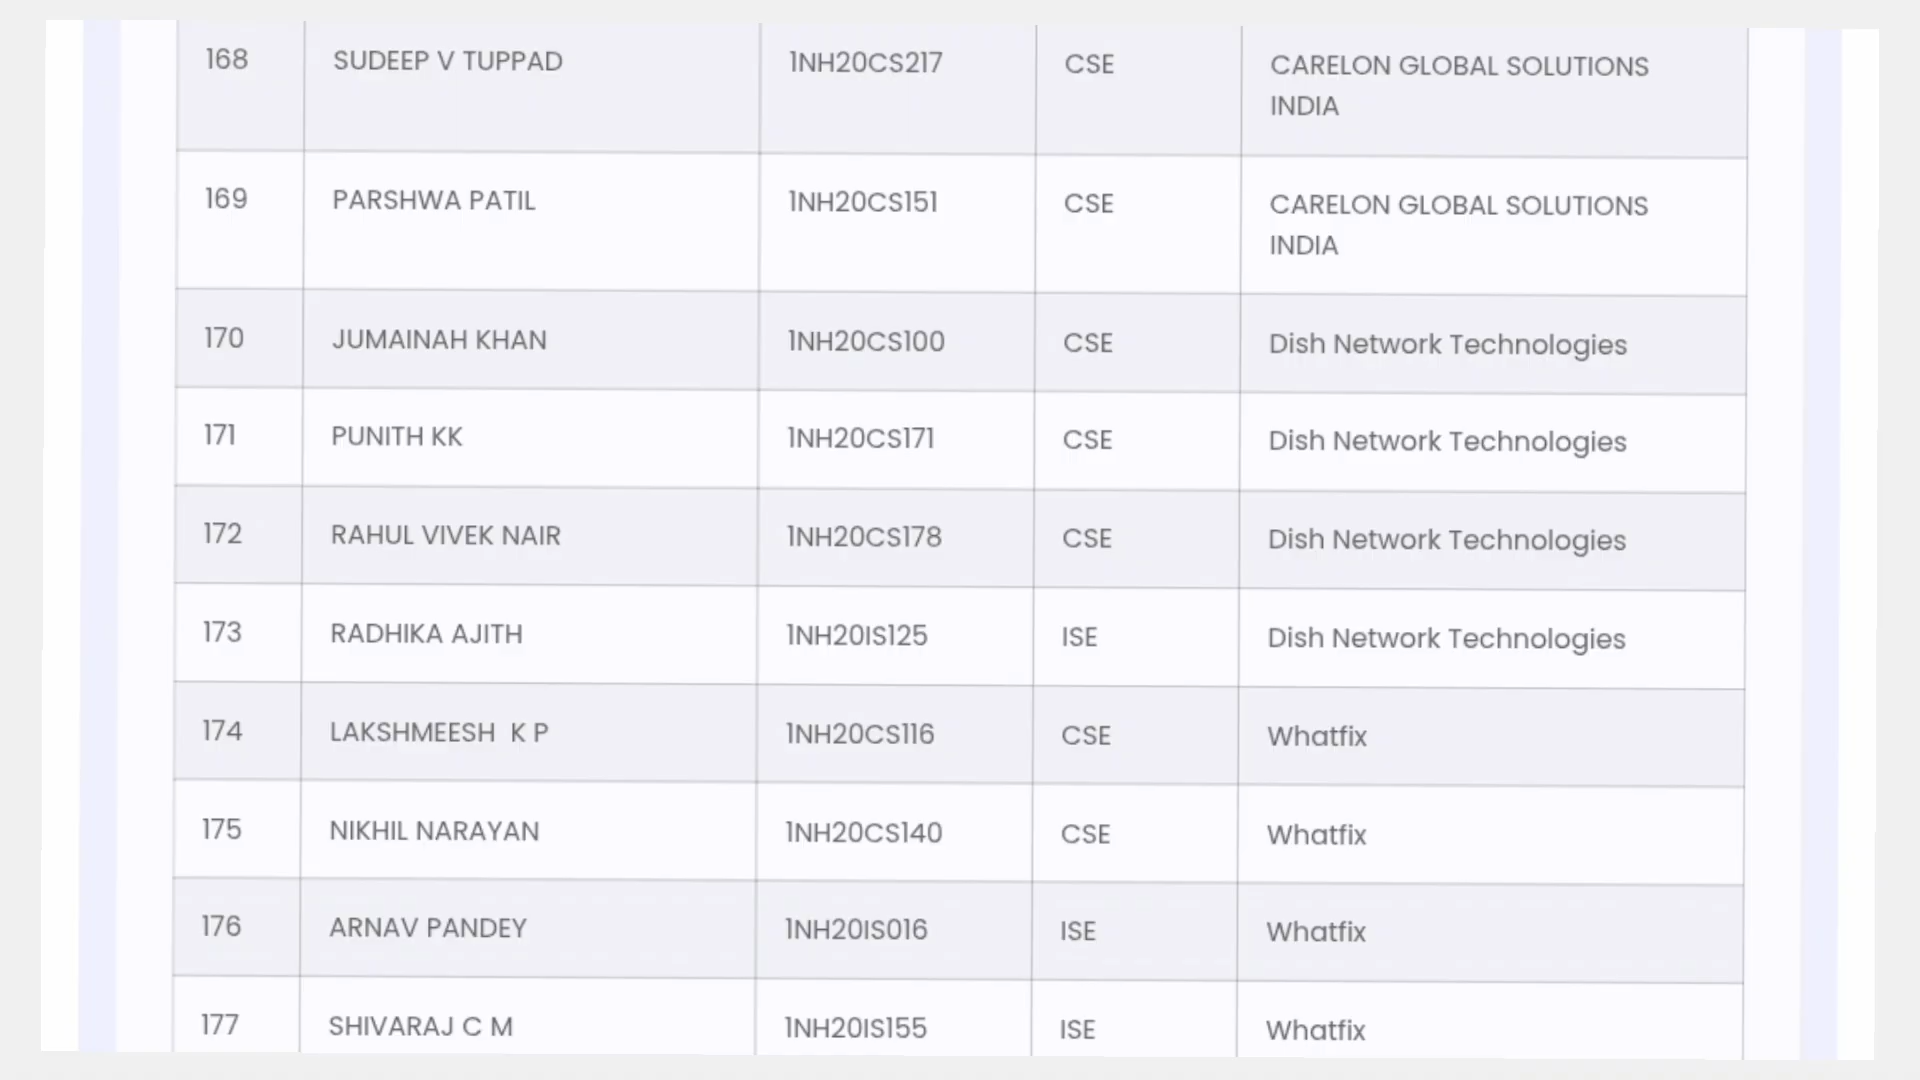 168 SUDEEP V TUPPAD 1NH20CS217 CSE CARELON GLOBAL SOLUTIONS
INDIA
169 PARSHWA PATIL 1NH20CS151 CSE CARELON GLOBAL SOLUTIONS
INDIA
170 JUMAINAH KHAN 1NH20CS100 CSE Dish Network Technologies
171 PUNITH KK 1NH20CS171 CSE Dish Network Technologies
172 RAHUL VIVEK NAIR 1NH20CS178 CSE Dish Network Technologies
173 RADHIKA AJITH 1NH20IS125 ISE Dish Network Technologies
174 LAKSHMEESH  K P 1NH20CS116 CSE Whatfix
175 NIKHIL NARAYAN 1NH20CS140 CSE Whatfix
176 ARNAV PANDEY 1NH20IS016 ISE Whatfix
177 SHIVARAJ C M 1NH20IS155 ISE Whatfix